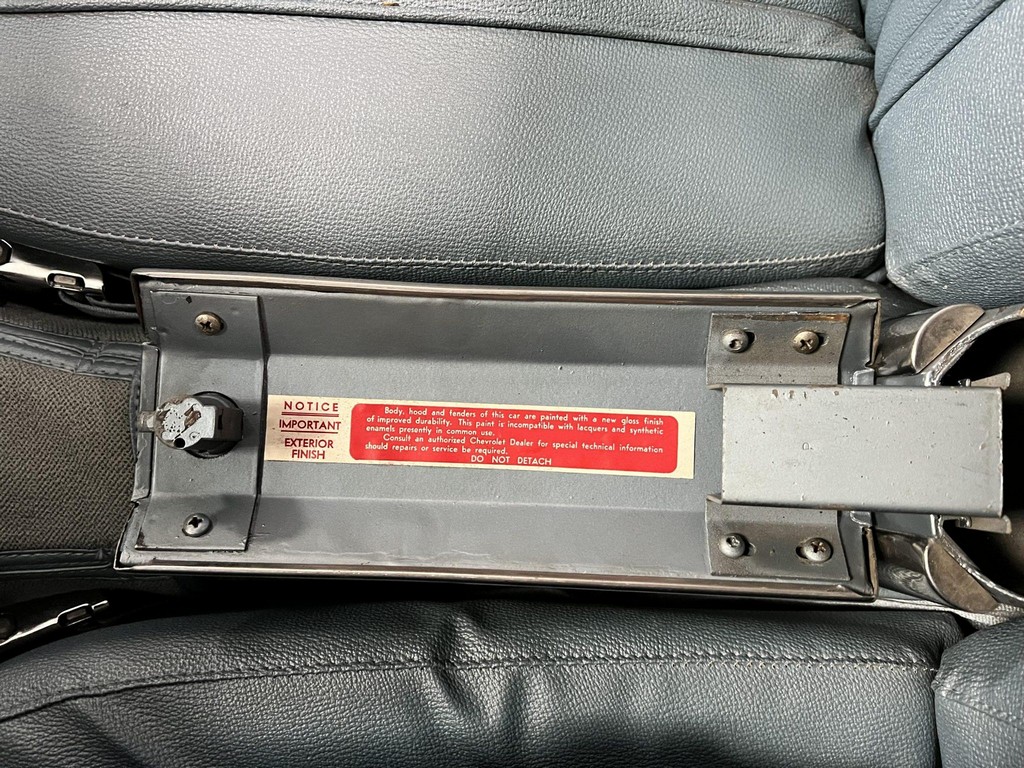 NOTICE
IMPORTANT
EXTERIOR
FINISH
Body, hood and fenders of this car are painted with a new gloss finish
of improved durability. This paint is incompatible with lacquers and synthetic
enamels presently in common use.
Consult an authorized Chevrolet Dealer for special technical information
should repairs or service be required.
DO NOT DETACH